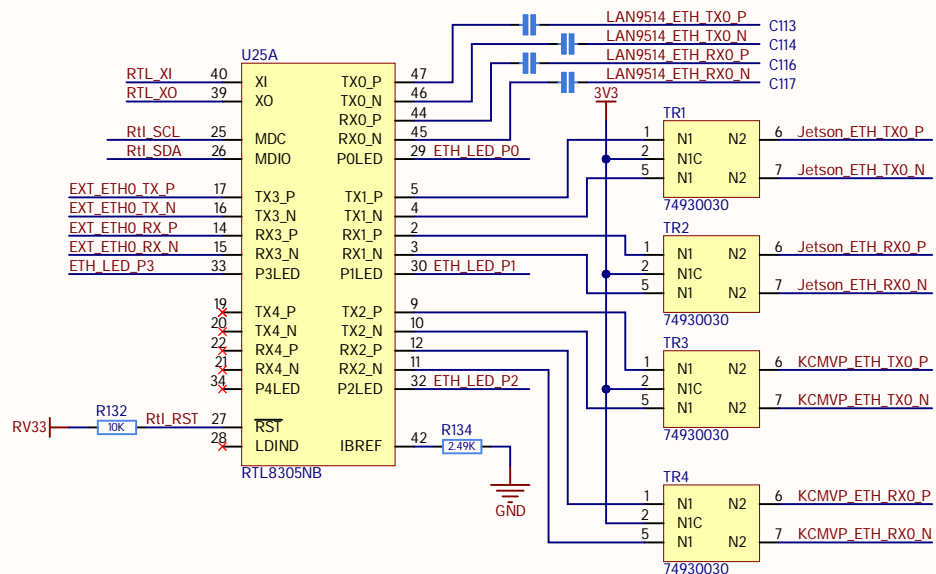 LAN9514_ETH_TX0_P C113
LAN9514_ETH_TX0_N C114
LAN9514_ETH_RX0_P C116
LAN9514_ETH_RX0_N C117
U25A
RTL_XI 40 XI TX0_P 47
RTL_XO 39 XO TX0_N 46
RX0_P 44
Rtl_SCL 25 MDC RX0_N 45
Rtl_SDA 26 MDIO P0LED 29 ETH_LED_P0
EXT_ETH0_TX_P 17 TX3_P TX1_P 5
EXT_ETH0_TX_N 16 TX3_N TX1_N 4
EXT_ETH0_RX_P 14 RX3_P RX1_P 2
EXT_ETH0_RX_N 15 RX3_N RX1_N 3
ETH_LED_P3 33 P3LED P1LED 30 ETH_LED_P1
19 TX4_P TX2_P 9
20 TX4_N TX2_N 10
22 RX4_P RX2_P 12
21 RX4_N RX2_N 11
34 P4LED P2LED 32 ETH_LED_P2
RV33 R132 10K Rtl_RST 27 RST
28 LDIND IBREF 42 R134 2.49K
GND
RTL8305NB
3V3
TR1
1 N1 N2 6 Jetson_ETH_TX0_P
2 N1C
5 N1 N2 7 Jetson_ETH_TX0_N
74930030
TR2
1 N1 N2 6 Jetson_ETH_RX0_P
2 N1C
5 N1 N2 7 Jetson_ETH_RX0_N
74930030
TR3
1 N1 N2 6 KCMVP_ETH_TX0_P
2 N1C
5 N1 N2 7 KCMVP_ETH_TX0_N
74930030
TR4
1 N1 N2 6 KCMVP_ETH_RX0_P
2 N1C
5 N1 N2 7 KCMVP_ETH_RX0_N
74930030